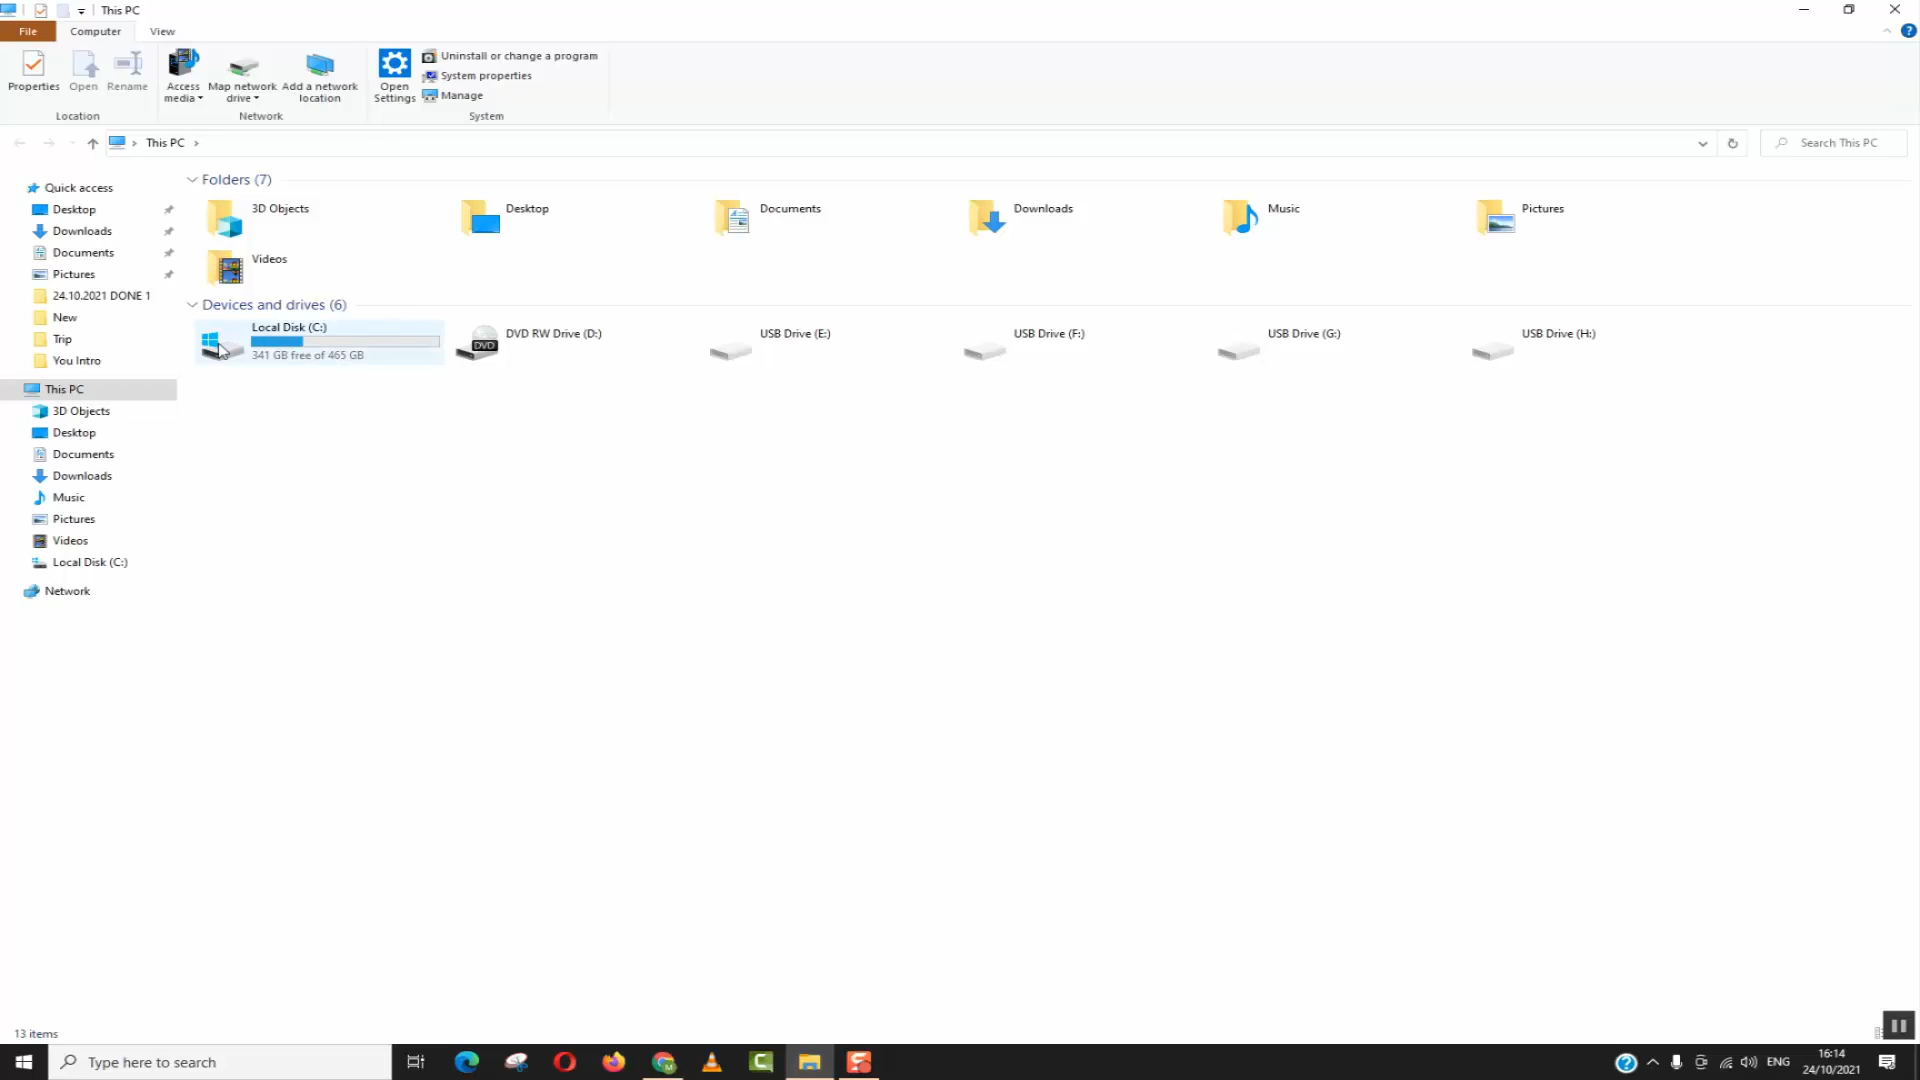 This PC
File Computer View
Properties Open Rename Access media Map network drive Add a network location Open Settings
Uninstall or change a program
System properties
Manage
Location Network System
This PC
Search This PC
Quick access
Desktop
Downloads
Documents
Pictures
24.10.2021 DONE 1
New
Trip
You Intro
This PC
3D Objects
Desktop
Documents
Downloads
Music
Pictures
Videos
Local Disk (C:)
Network
Folders (7)
3D Objects Desktop Documents Downloads Music Pictures
Videos
Devices and drives (6)
Local Disk (C:)
341 GB free of 465 GB
DVD RW Drive (D:) USB Drive (E:) USB Drive (F:) USB Drive (G:) USB Drive (H:)
DVD
13 items
Type here to search
ENG
16:14
24/10/2021